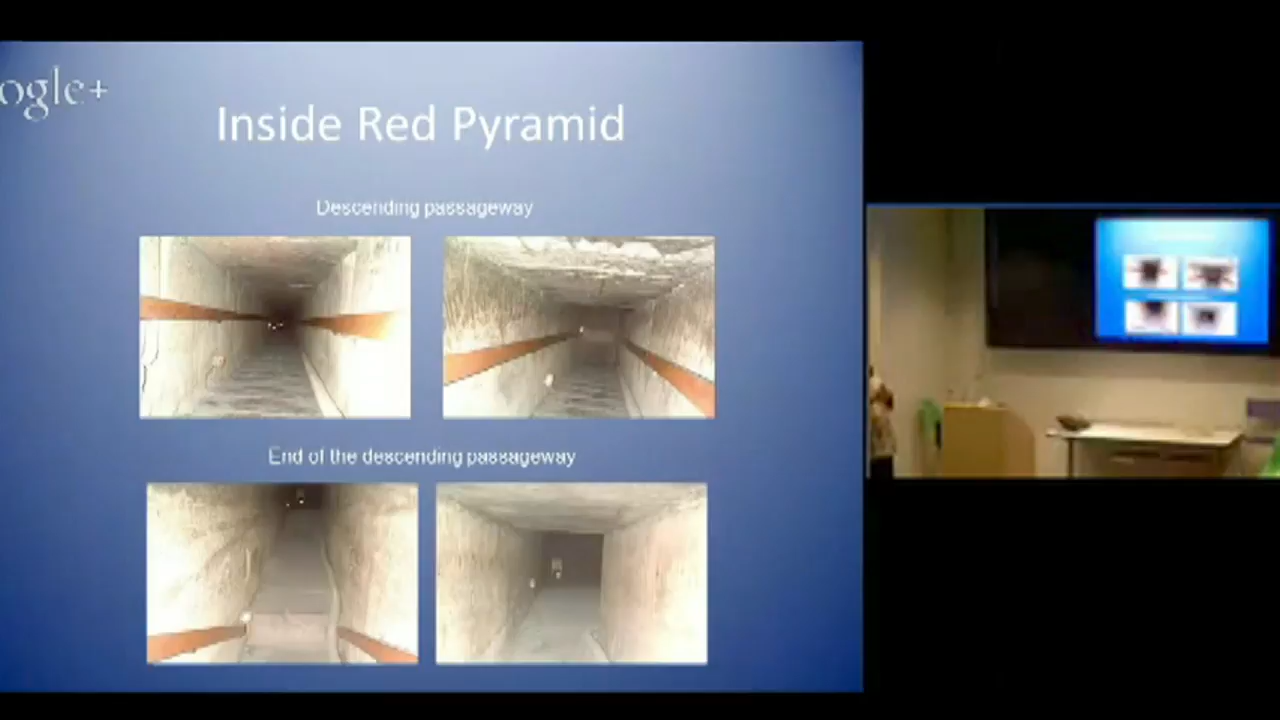 ogle+
Inside Red Pyramid
Descending passageway
End of the descending passageway